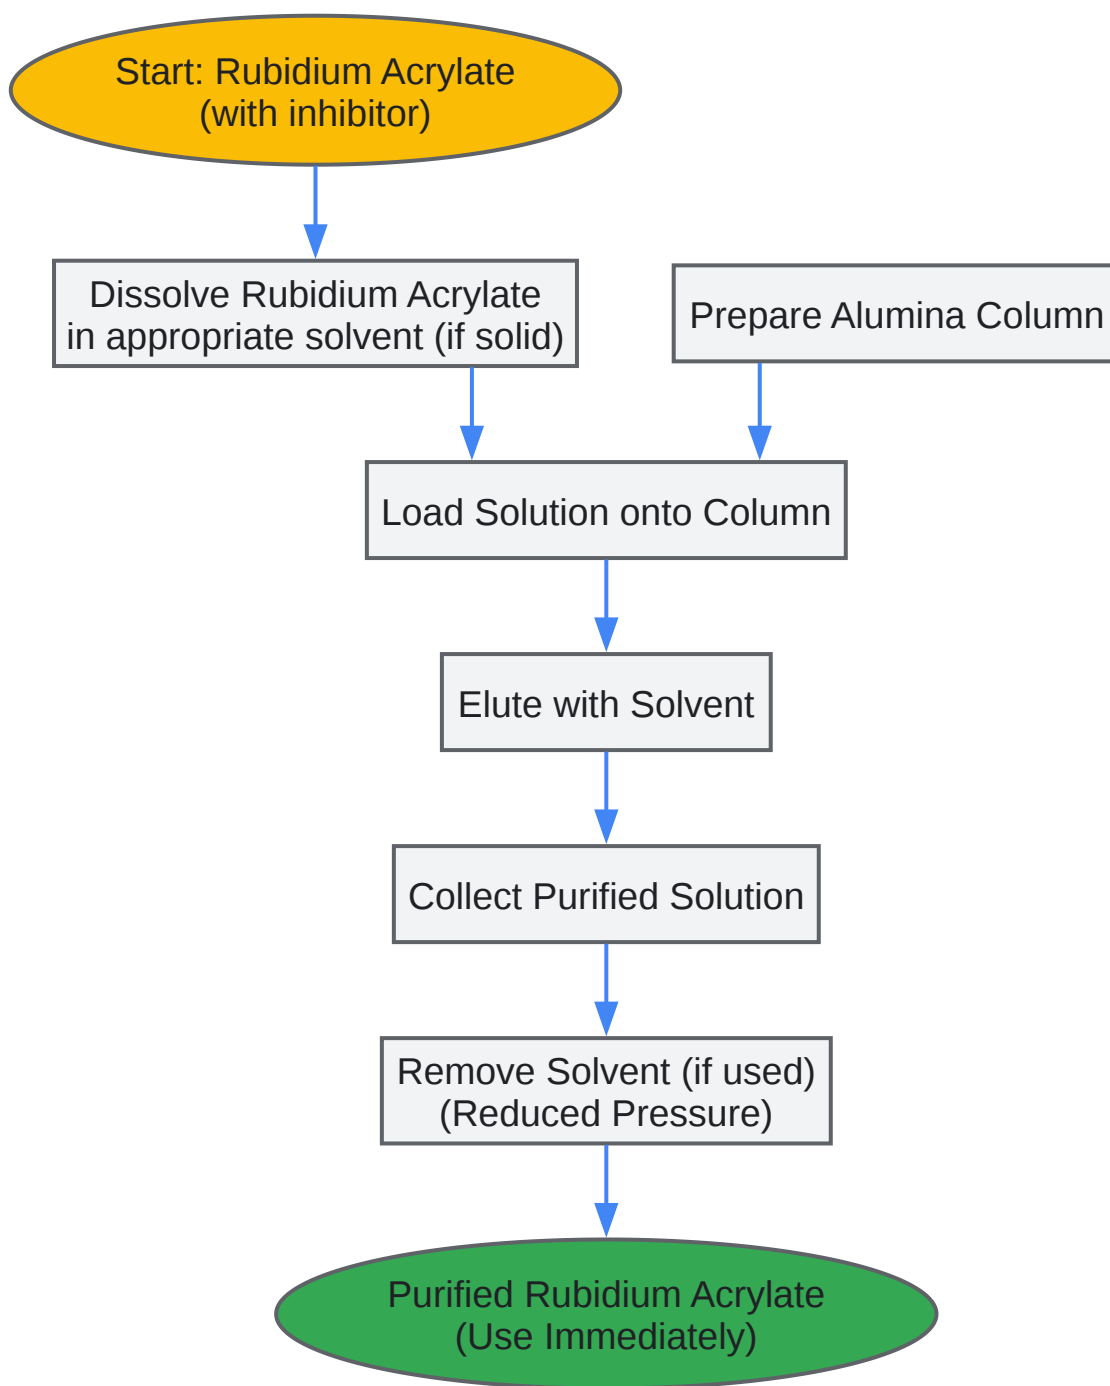 Start: Rubidium Acrylate
(with inhibitor)
Dissolve Rubidium Acrylate
in appropriate solvent (if solid)
Prepare Alumina Column
Load Solution onto Column
Elute with Solvent
Collect Purified Solution
Remove Solvent (if used)
(Reduced Pressure)
Purified Rubidium Acrylate
(Use Immediately)